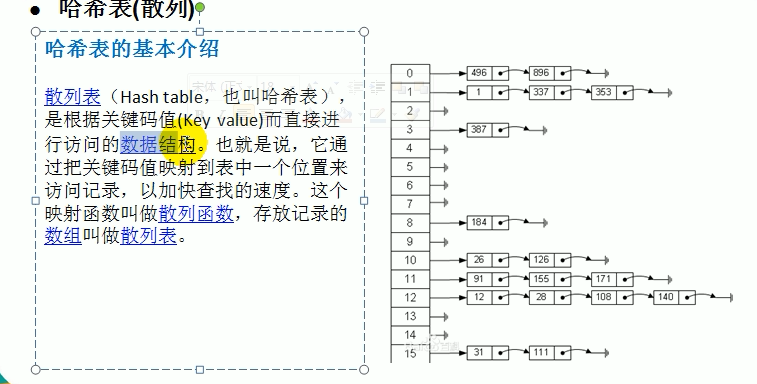 ● 哈希表(散列)
哈希表的基本介绍
散列表（Hash table，也叫哈希表），
是根据关键码值(Key value)而直接进
行访问的数据结构。也就是说，它通
过把关键码值映射到表中一个位置来
访问记录，以加快查找的速度。这个
映射函数叫做散列函数，存放记录的
数组叫做散列表。
0 496 896
1 1 337 353
2
3 387
4
5
6
7
8 184
9
10 26 126
11 91 155 171
12 12 28 108 140
13
14
15 31 111